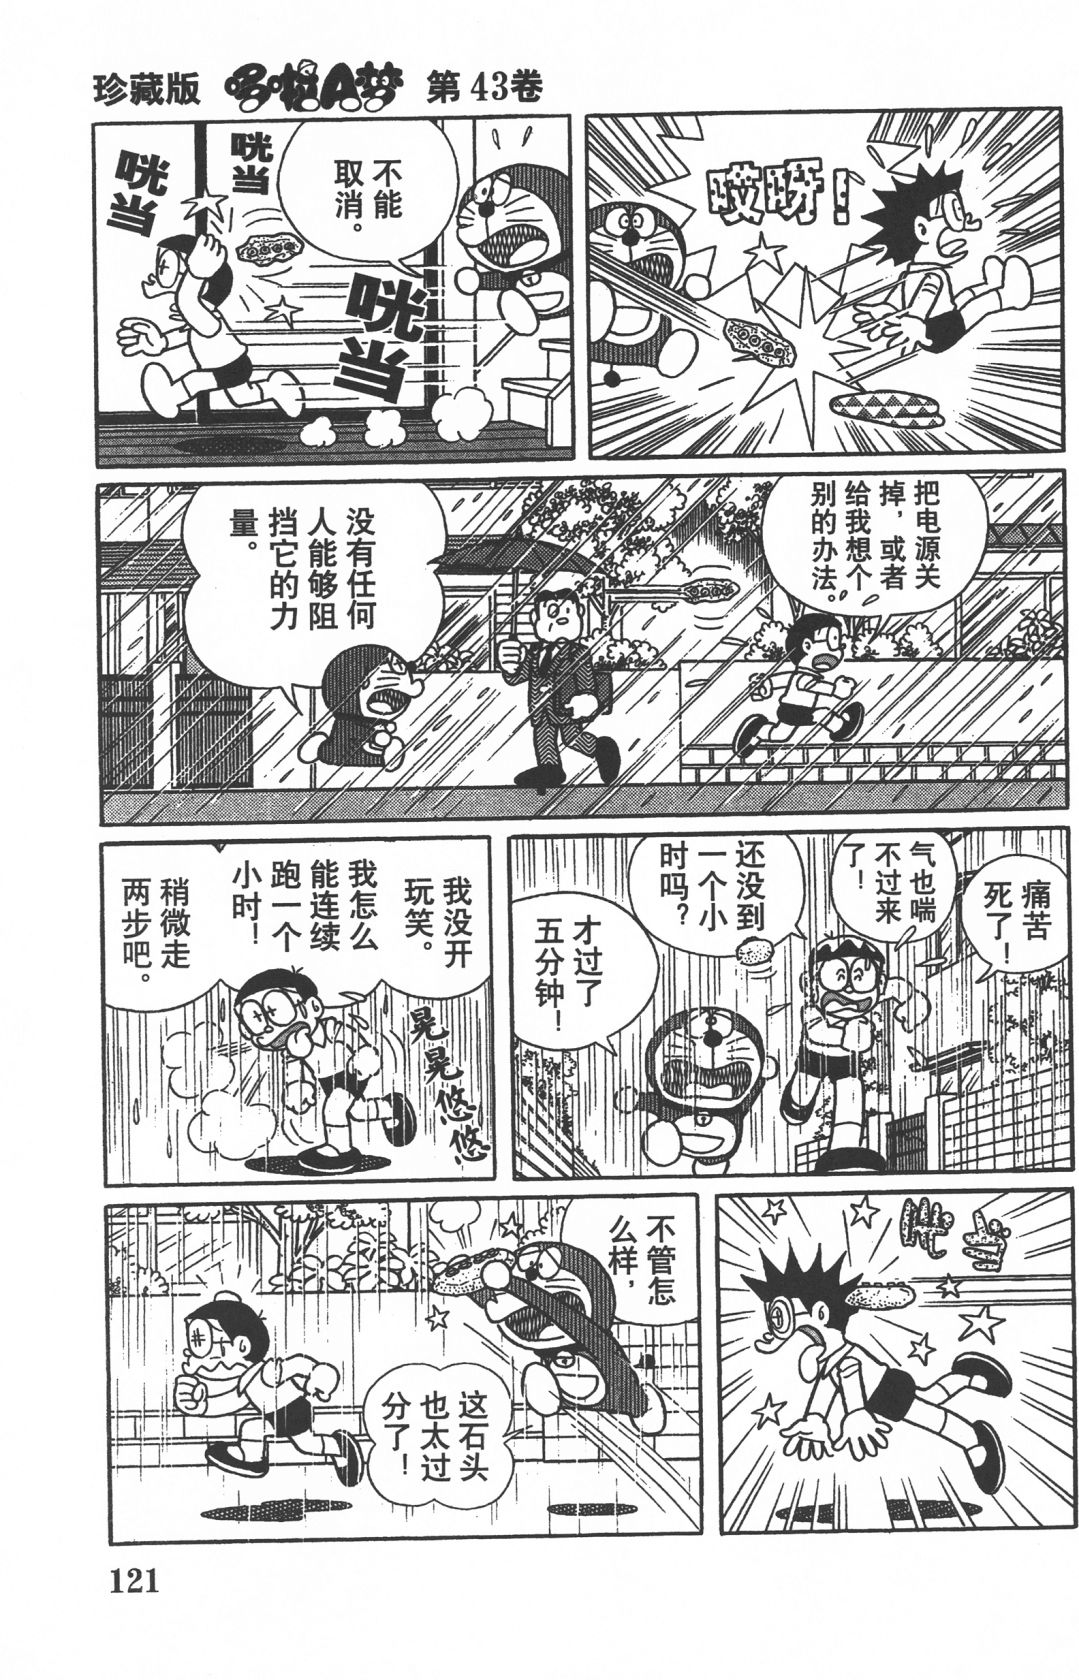 珍藏版 哆啦A梦 第43卷
哎呀！
不能
取消。
咣当
咣当
咣当
把电源关
掉，或者
给我想个
别的办法。
没有任何
人能够阻
挡它的力
量。
痛苦
死了！
气也喘
不过来
了！
还没到
一个小
时吗？
才过了
五分钟！
我没开
玩笑。
我怎么
能连续
跑一个
小时！
稍微走
两步吧。
晃晃悠悠
咣当
不管怎
么样，
这石头
也太过
分了！
121